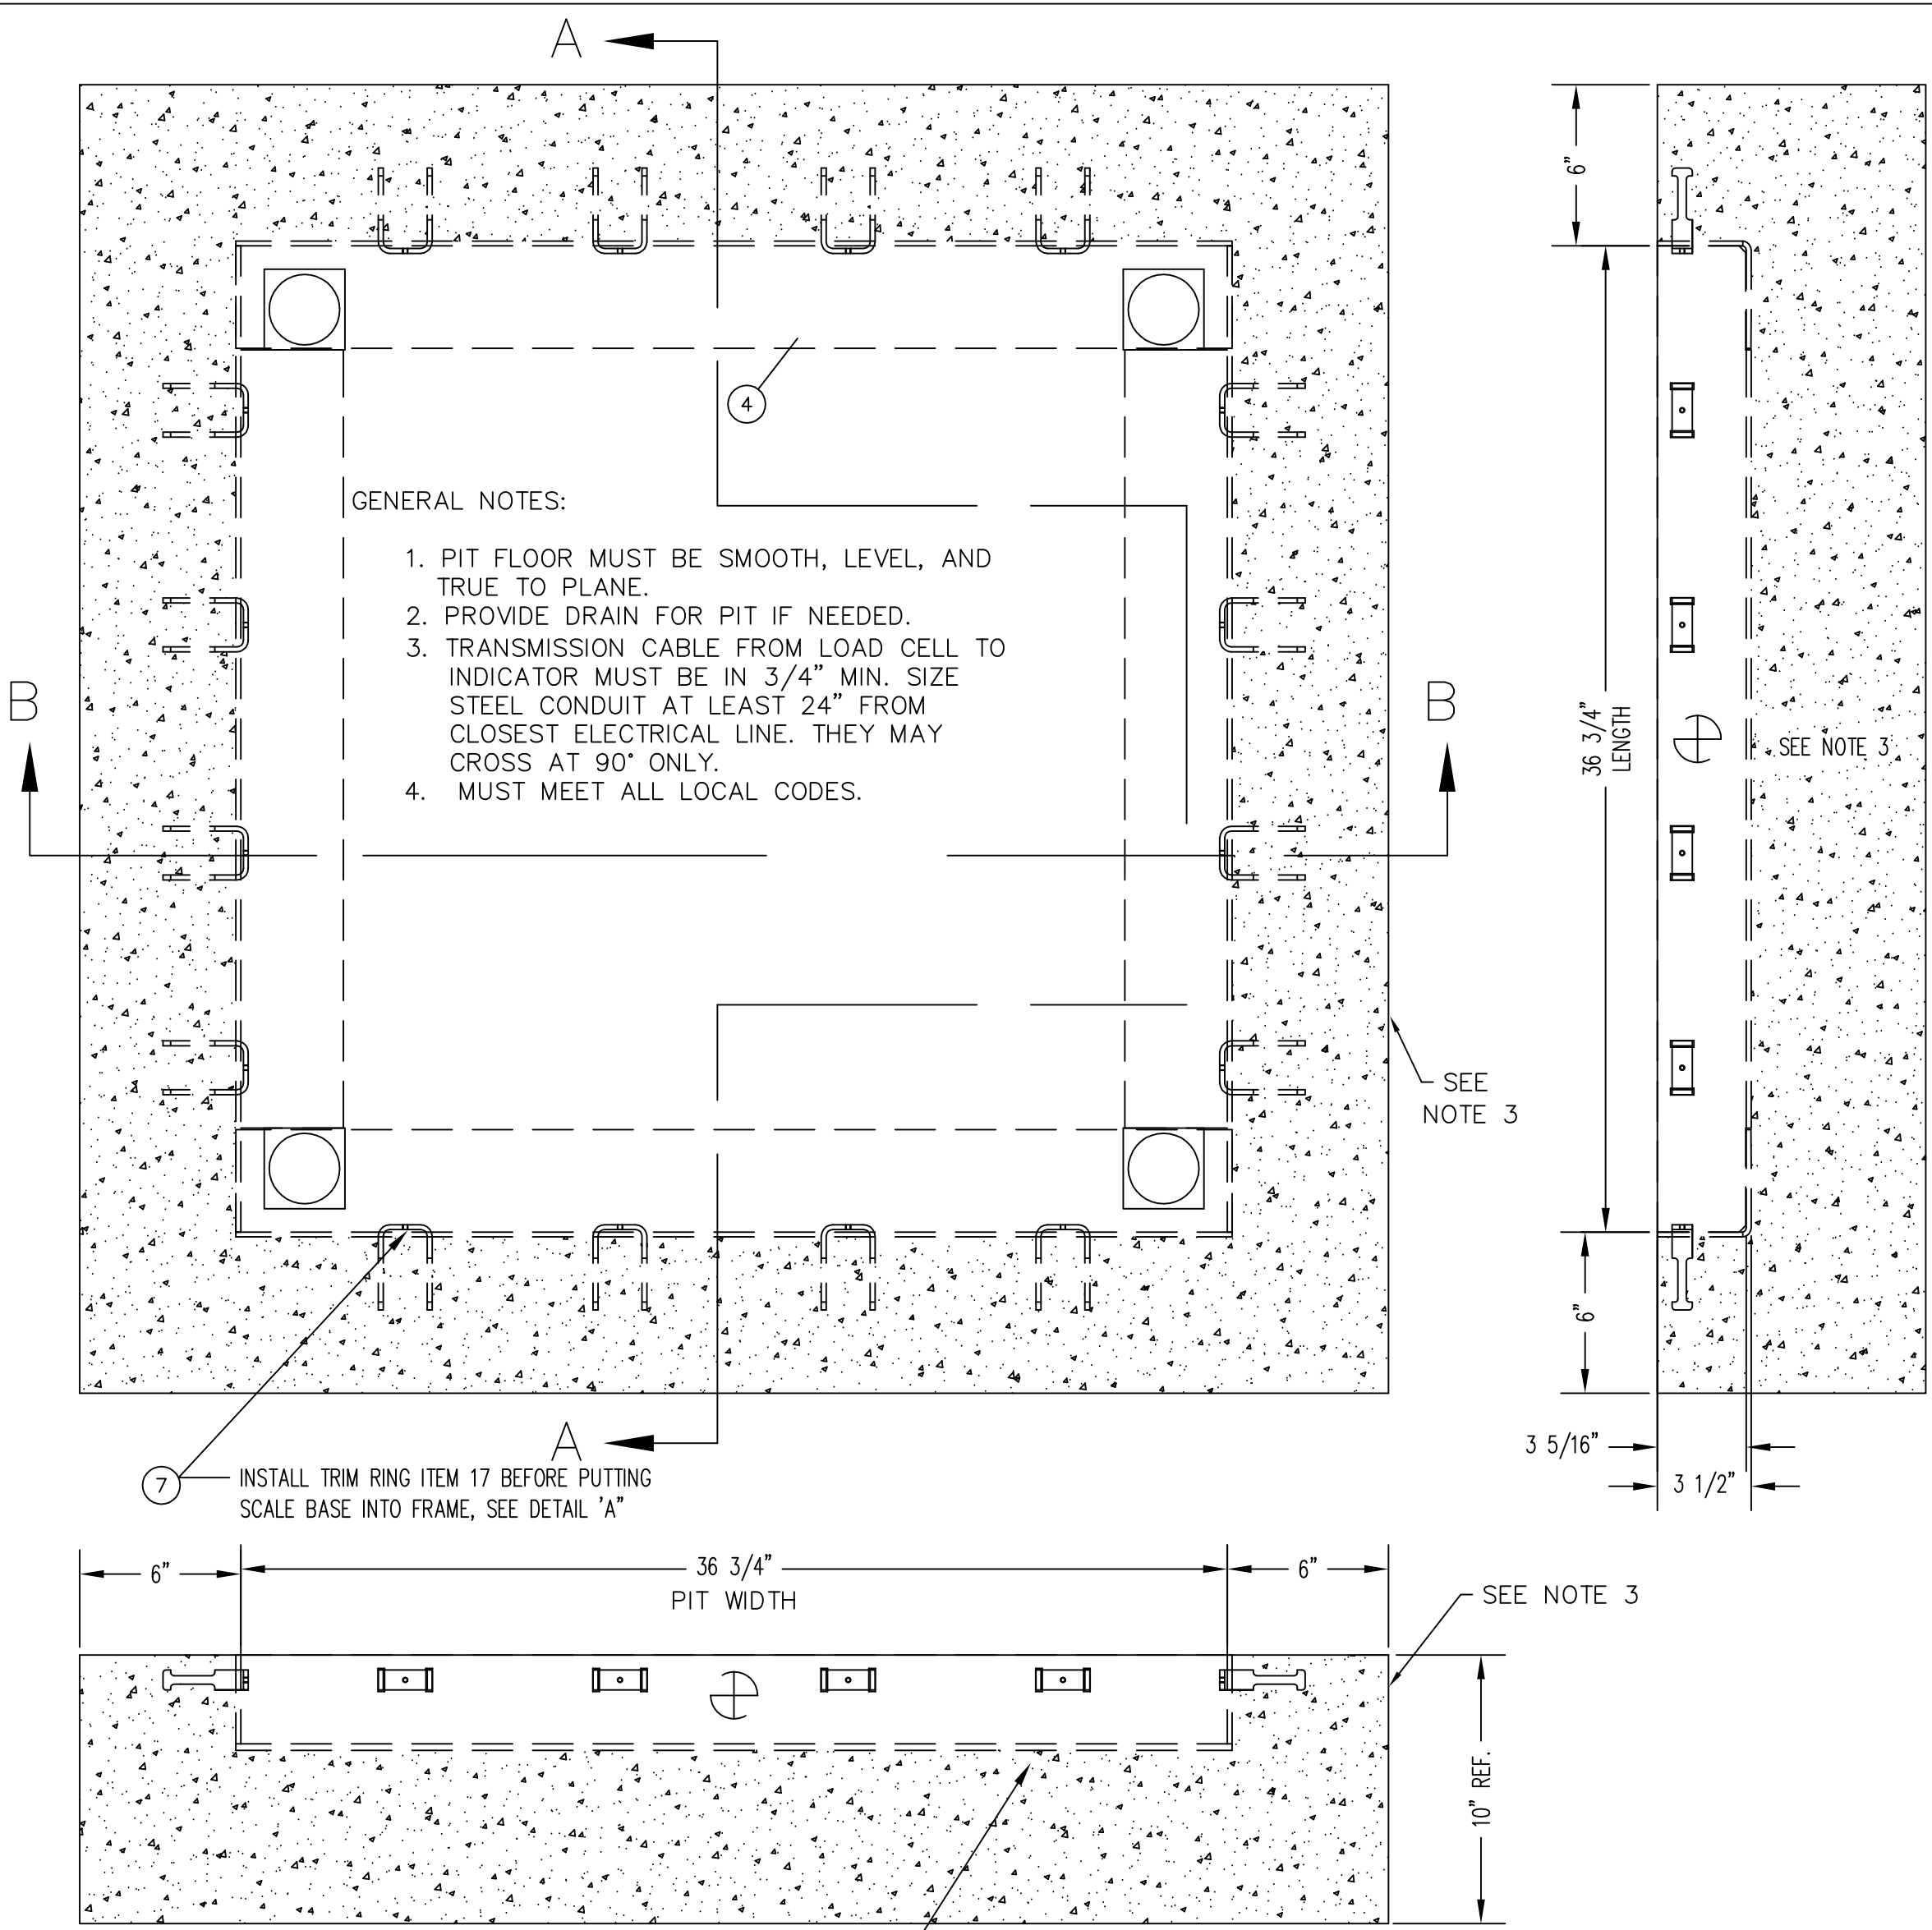 A
6"
4
GENERAL NOTES:
1. PIT FLOOR MUST BE SMOOTH, LEVEL, AND
TRUE TO PLANE.
2. PROVIDE DRAIN FOR PIT IF NEEDED.
3. TRANSMISSION CABLE FROM LOAD CELL TO
INDICATOR MUST BE IN 3/4" MIN. SIZE
STEEL CONDUIT AT LEAST 24" FROM
CLOSEST ELECTRICAL LINE. THEY MAY
CROSS AT 90° ONLY.
4. MUST MEET ALL LOCAL CODES.
B
B
36 3/4"
LENGTH
SEE NOTE 3
SEE
NOTE 3
6"
A
3 5/16"
3 1/2"
7
INSTALL TRIM RING ITEM 17 BEFORE PUTTING
SCALE BASE INTO FRAME, SEE DETAIL 'A"
6"
36 3/4"
PIT WIDTH
6"
SEE NOTE 3
10" REF.